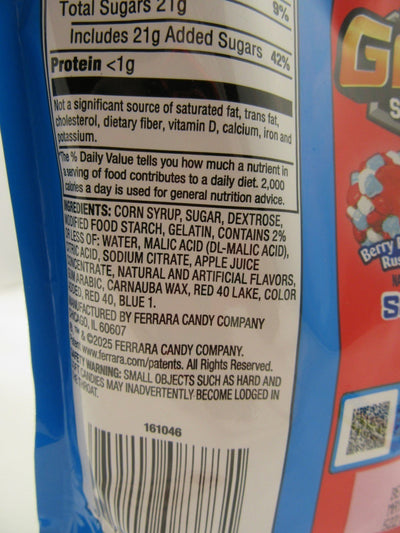 Total Sugars 21g 9%
Includes 21g Added Sugars 42%
Protein <1g
Not a significant source of saturated fat, trans fat,
cholesterol, dietary fiber, vitamin D, calcium, iron and
potassium.
*The % Daily Value tells you how much a nutrient in
a serving of food contributes to a daily diet. 2,000
calories a day is used for general nutrition advice.
INGREDIENTS: CORN SYRUP, SUGAR, DEXTROSE,
MODIFIED FOOD STARCH, GELATIN, CONTAINS 2%
OR LESS OF: WATER, MALIC ACID (DL-MALIC ACID),
CITRIC ACID, SODIUM CITRATE, APPLE JUICE
CONCENTRATE, NATURAL AND ARTIFICIAL FLAVORS,
ARABIC, CARNAUBA WAX, RED 40 LAKE, COLOR
ADDED, RED 40, BLUE 1.
MANUFACTURED BY FERRARA CANDY COMPANY
CHICAGO, IL 60607
©2025 FERRARA CANDY COMPANY.
www.ferrara.com/patents. All Rights Reserved.
SAFETY WARNING: SMALL OBJECTS SUCH AS HARD AND
CANDIES MAY INADVERTENTLY BECOME LODGED IN
THROAT.
161046
Berry